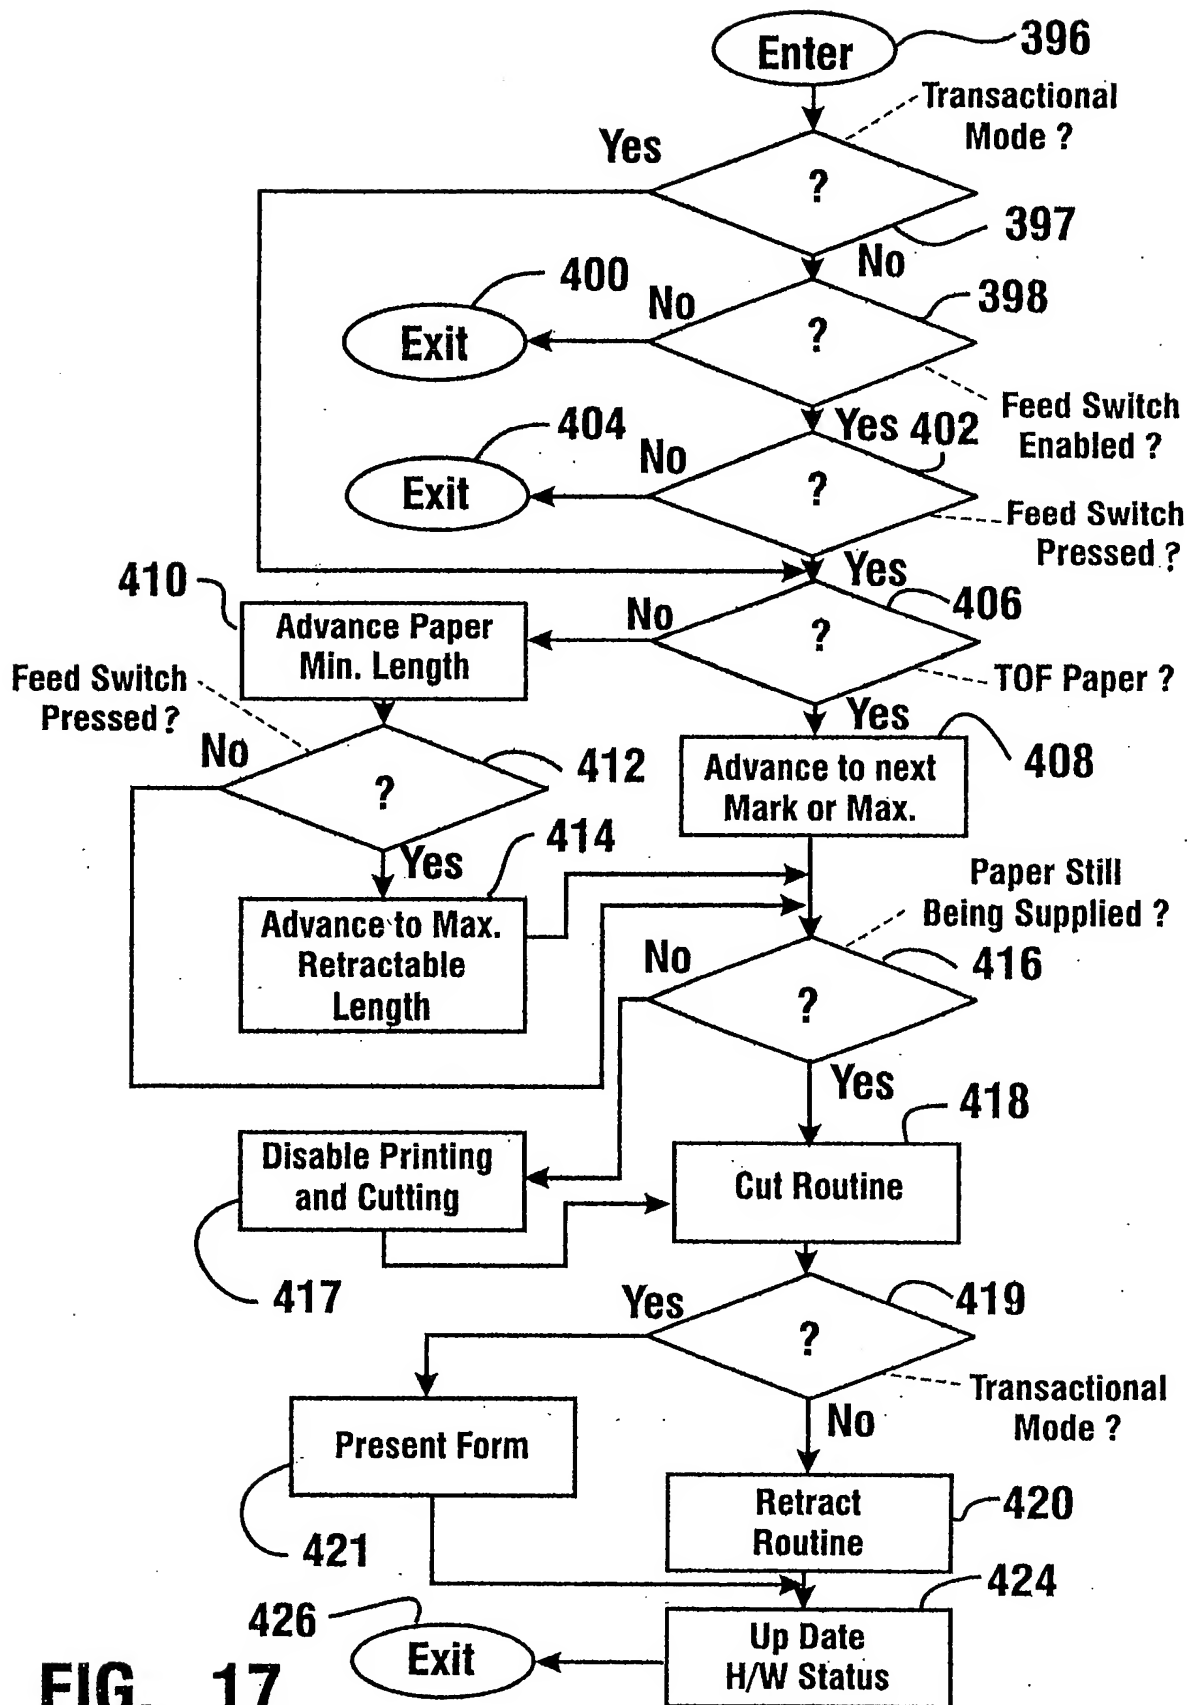 Enter
396
Transactional
Mode ?
Yes
?
397
No
400
No
398
Exit
?
Feed Switch
Enabled ?
404
Yes 402
No
Exit
?
Feed Switch
Pressed ?
410
Yes
406
No
Advance Paper
Min. Length
?
Feed Switch
Pressed ?
TOF Paper ?
Yes
No
412
408
Advance to next
Mark or Max.
?
414
Yes
Paper Still
Being Supplied ?
Advance to Max.
Retractable
Length
No
416
?
Yes
418
Disable Printing
and Cutting
Cut Routine
417
Yes
419
?
Transactional
Mode ?
No
Present Form
Retract
Routine
420
421
424
426
Exit
Up Date
H/W Status
FIG. 17